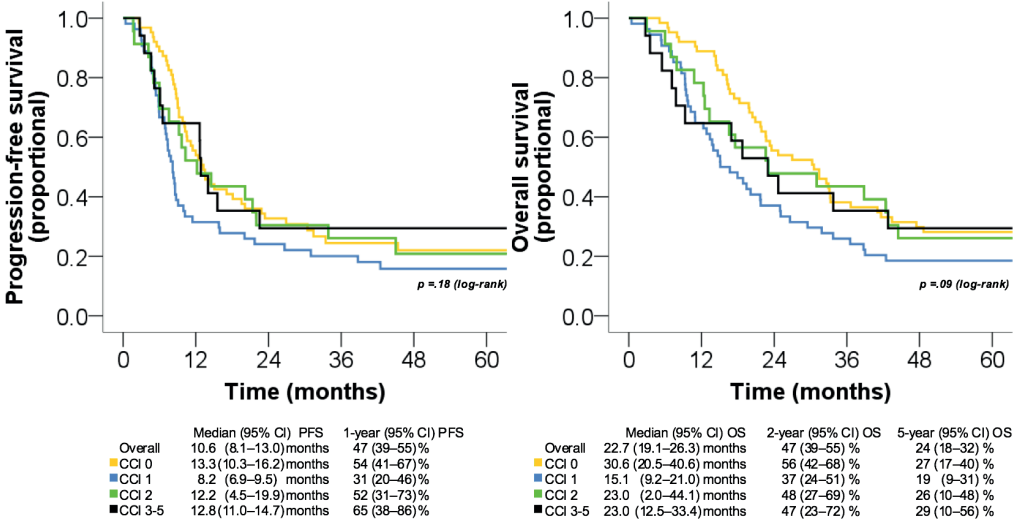 Progression-free survival
(proportional)
1.0
0.8
0.6
0.4
0.2
0.0
p =.18 (log-rank)
0 12 24 36 48 60
Time (months)
Median (95% CI) PFS 1-year (95% CI) PFS
Overall 10.6 (8.1–13.0) months 47 (39–55) %
CCI 0 13.3 (10.3–16.2) months 54 (41–67) %
CCI 1 8.2 (6.9–9.5) months 31 (20–46) %
CCI 2 12.2 (4.5–19.9) months 52 (31–73) %
CCI 3-5 12.8 (11.0–14.7) months 65 (38–86) %
Overall survival
(proportional)
1.0
0.8
0.6
0.4
0.2
0.0
p =.09 (log-rank)
0 12 24 36 48 60
Time (months)
Median (95% CI) OS 2-year (95% CI) OS 5-year (95% CI) OS
Overall 22.7 (19.1–26.3) months 47 (39–55) % 24 (18–32) %
CCI 0 30.6 (20.5–40.6) months 56 (42–68) % 27 (17–40) %
CCI 1 15.1 (9.2–21.0) months 37 (24–51) % 19 (9–31) %
CCI 2 23.0 (2.0–44.1) months 48 (27–69) % 26 (10–48) %
CCI 3-5 23.0 (12.5–33.4) months 47 (23–72) % 29 (10–56) %